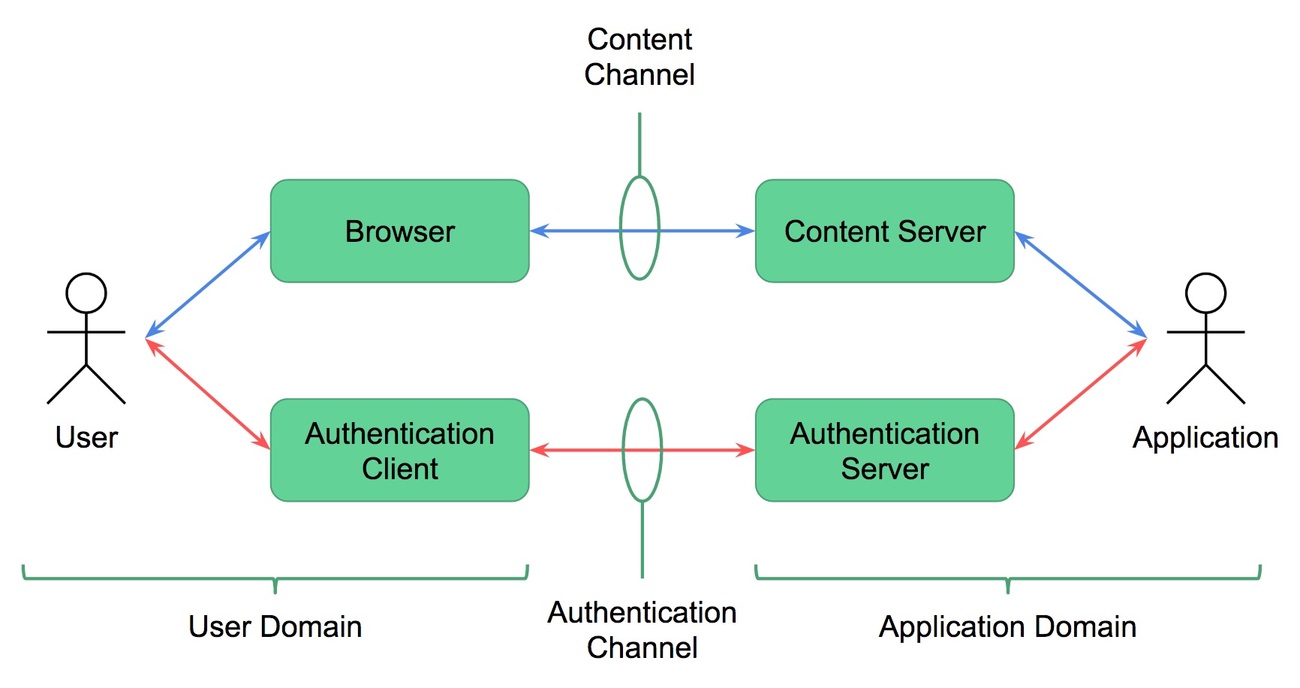 Content
Channel
Browser
Content Server
User
Authentication
Client
Authentication
Server
Application
User Domain
Authentication
Channel
Application Domain